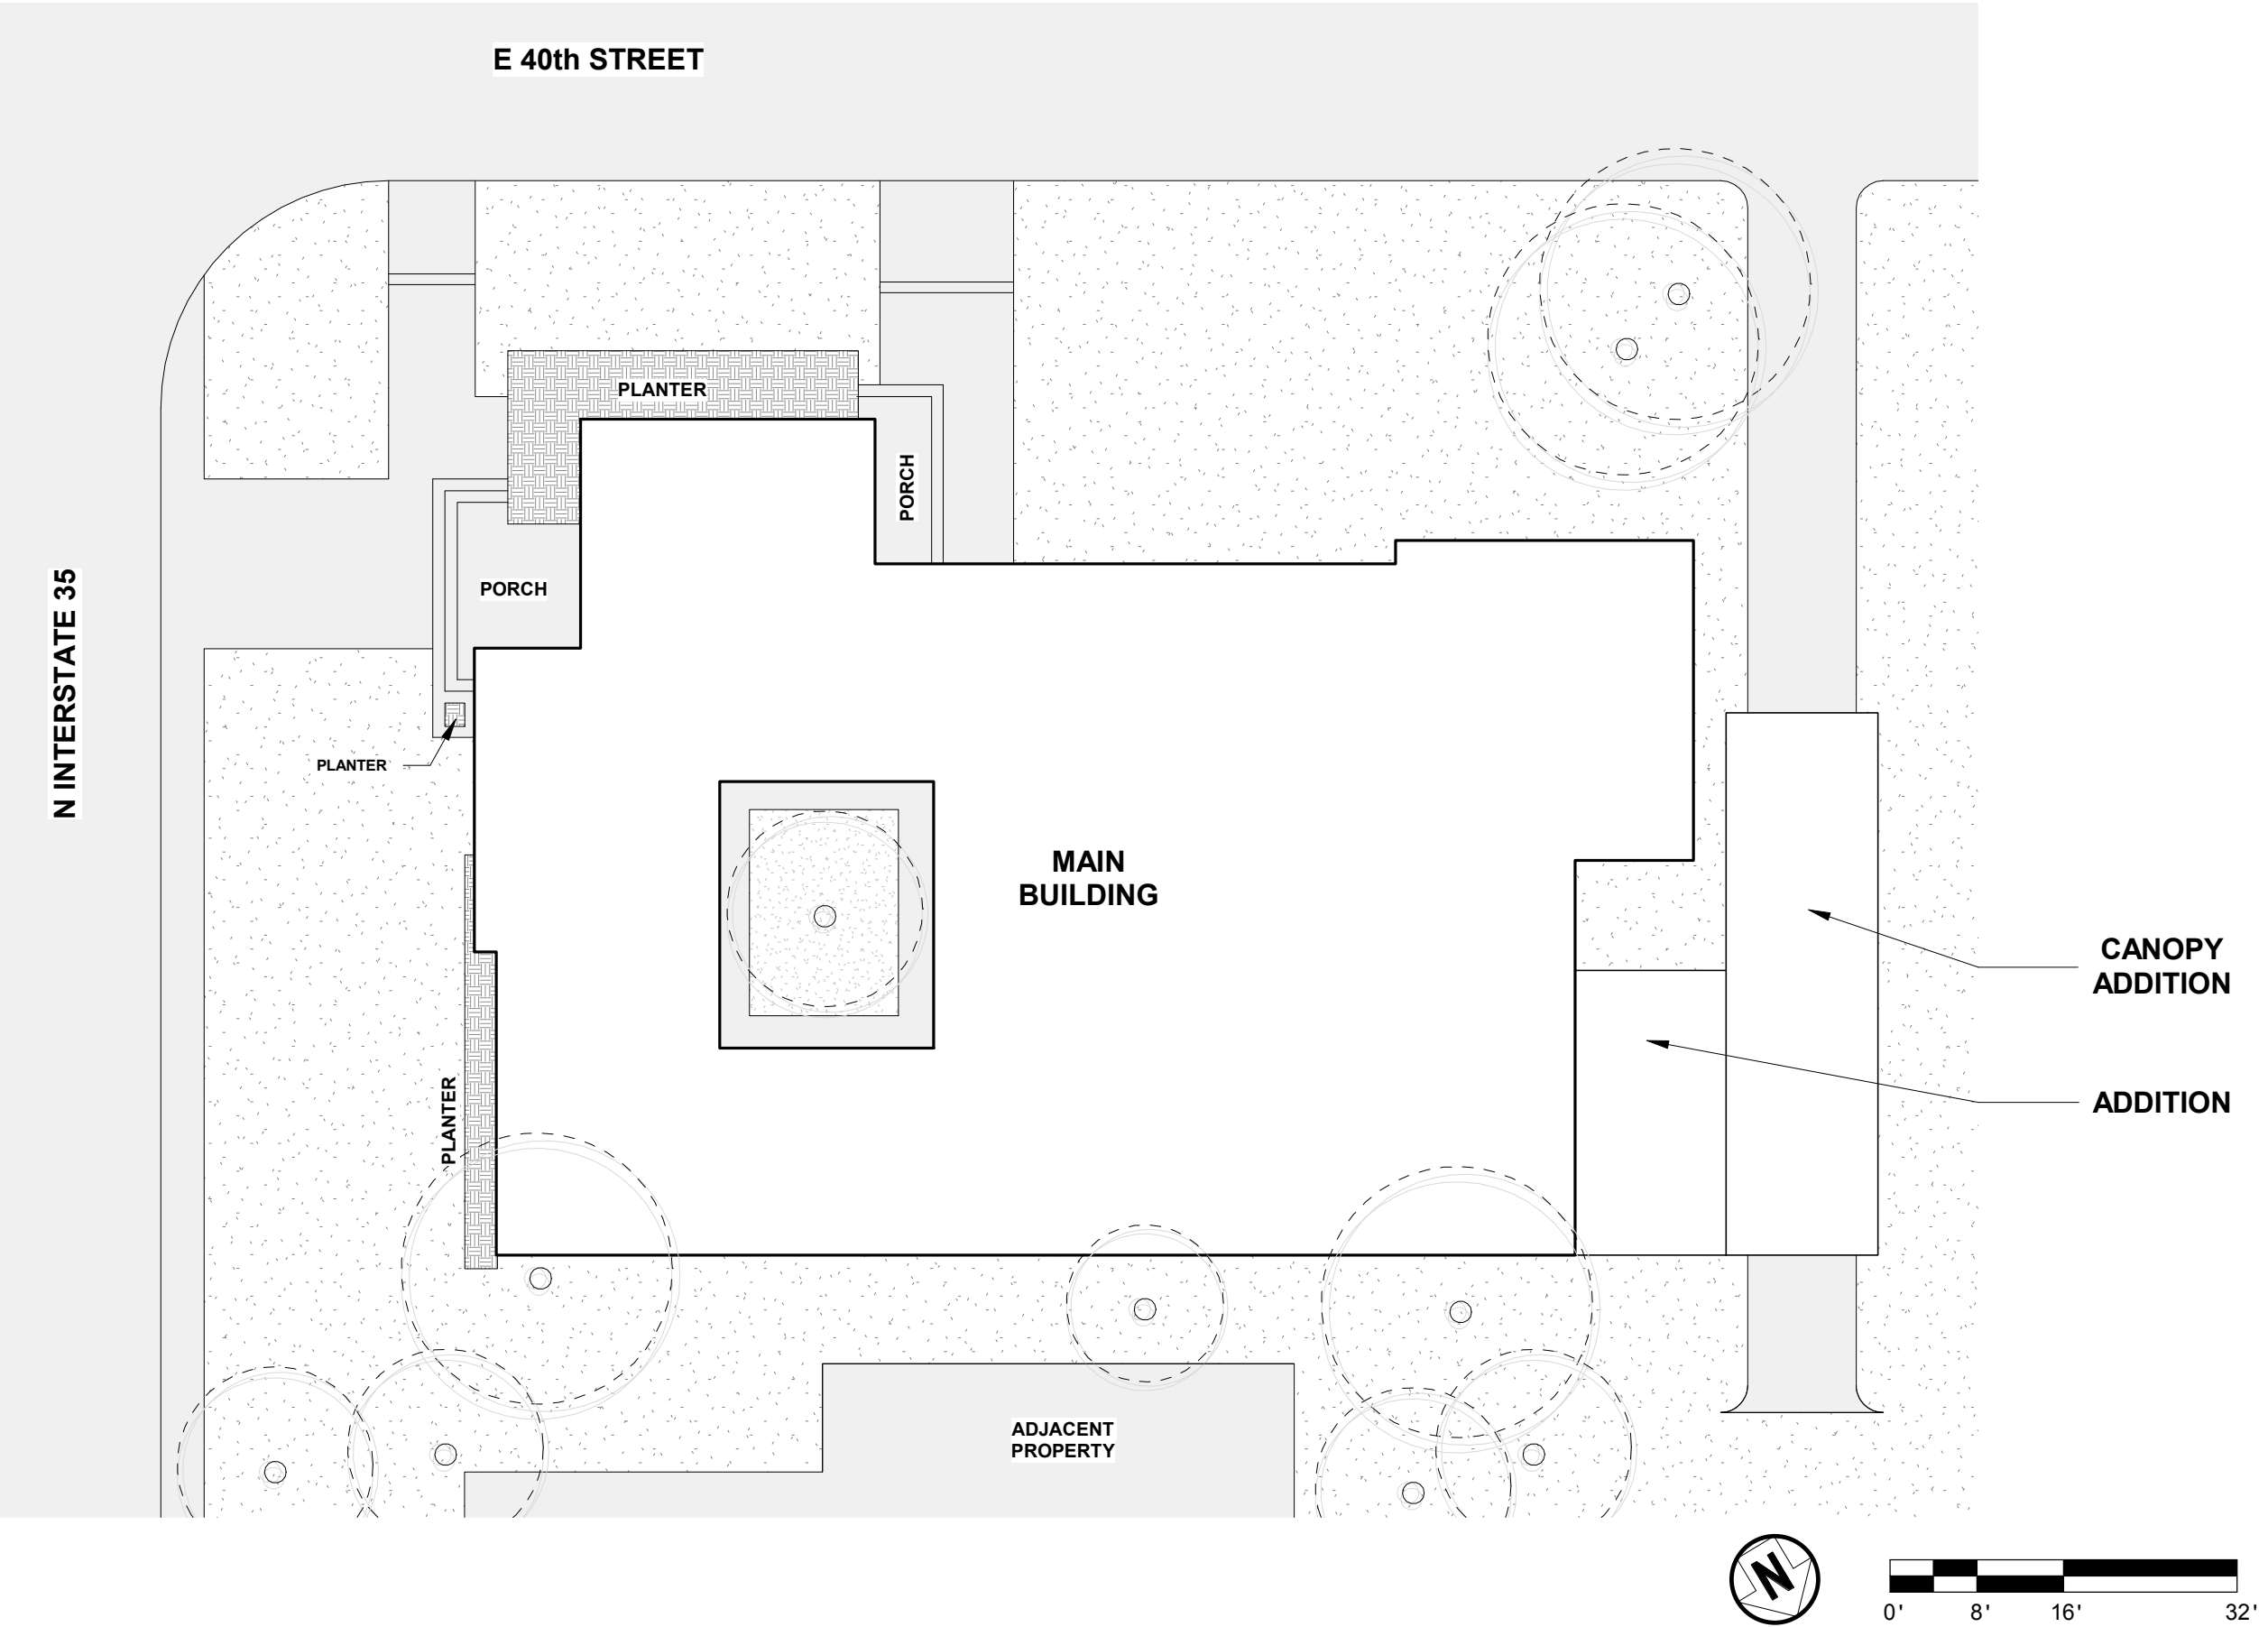 E 40th STREET
PLANTER
PORCH
PORCH
N INTERSTATE 35
PLANTER
MAIN
BUILDING
CANOPY
ADDITION
ADDITION
PLANTER
ADJACENT
PROPERTY
N
0' 8' 16' 32'